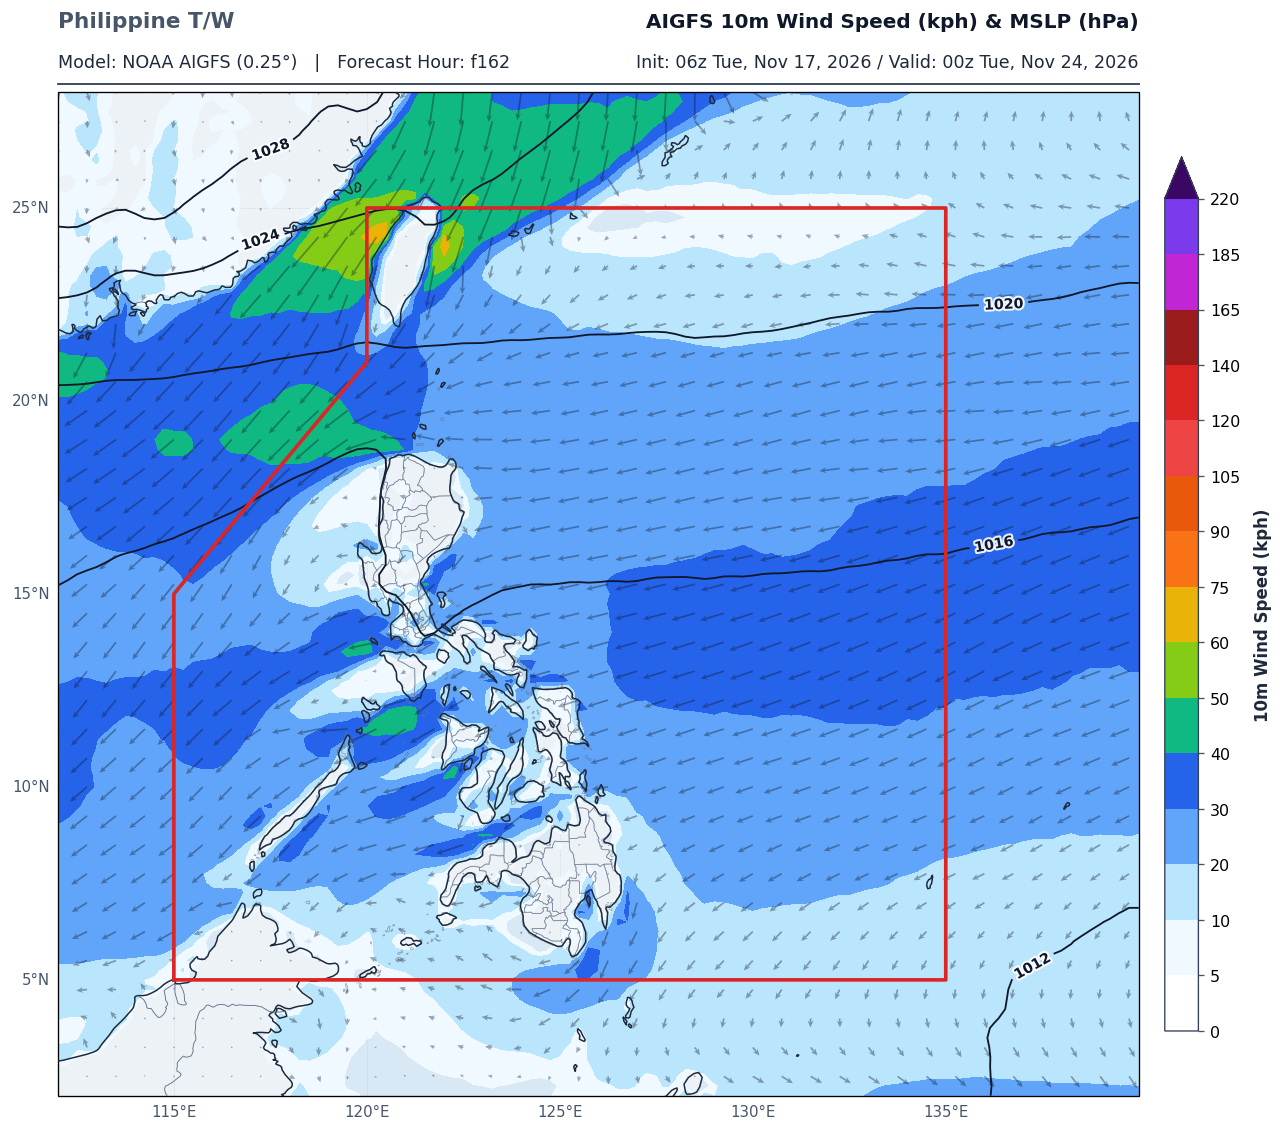 Philippine T/W
AIGFS 10m Wind Speed (kph) & MSLP (hPa)
Model: NOAA AIGFS (0.25°) | Forecast Hour: f162
Init: 06z Tue, Nov 17, 2026 / Valid: 00z Tue, Nov 24, 2026
1028
1024
1020
1016
1012
25°N
20°N
15°N
10°N
5°N
115°E
120°E
125°E
130°E
135°E
220
185
165
140
120
105
90
75
60
50
40
30
20
10
5
0
10m Wind Speed (kph)